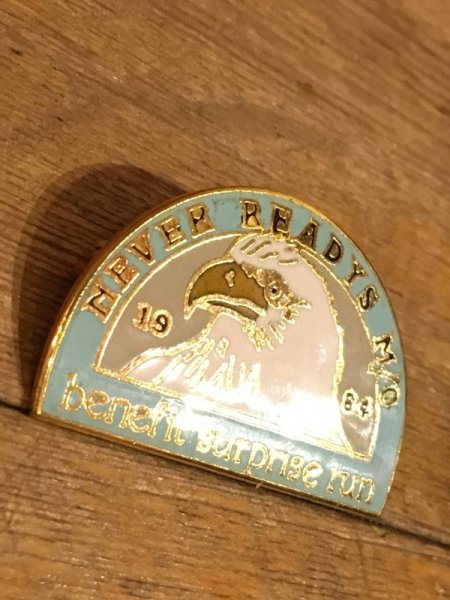 NEVER READYS M/C
19 84
benefit surprise run